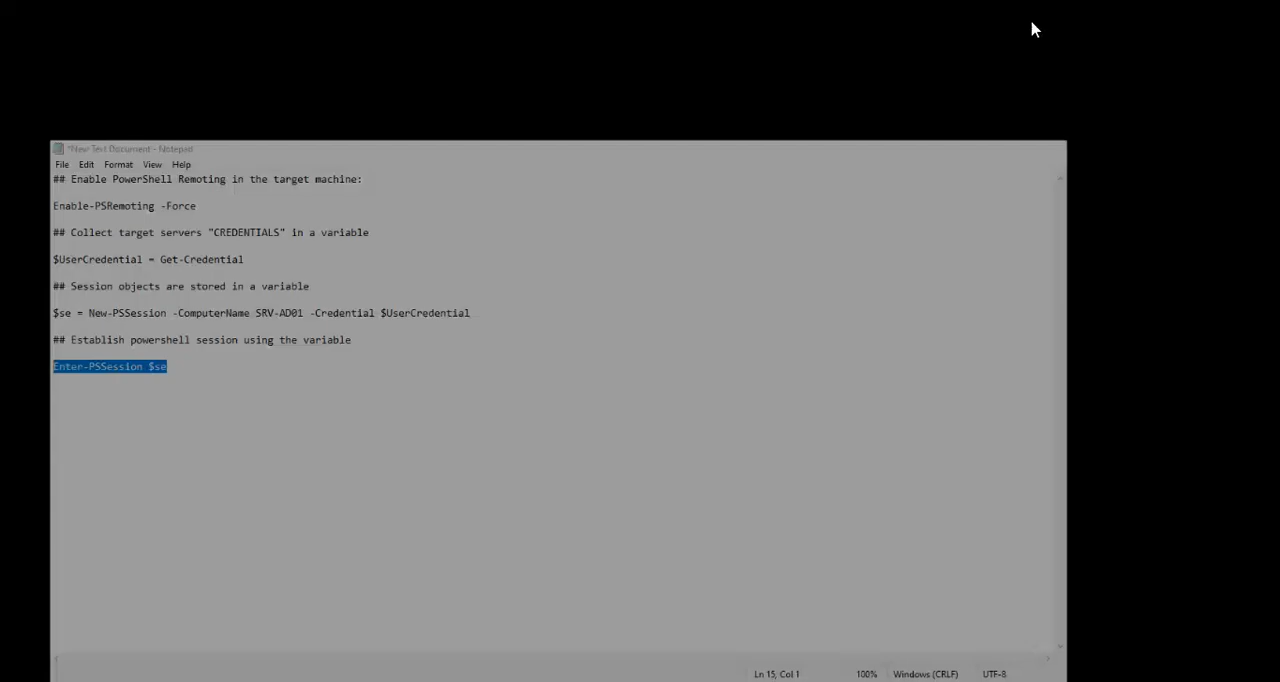 *New Text Document - Notepad
File Edit Format View Help
## Enable PowerShell Remoting in the target machine:
Enable-PSRemoting -Force
## Collect target servers "CREDENTIALS" in a variable
$UserCredential = Get-Credential
## Session objects are stored in a variable
$se = New-PSSession -ComputerName SRV-AD01 -Credential $UserCredential
## Establish powershell session using the variable
Enter-PSSession $se
Ln 15, Col 1 100% Windows (CRLF) UTF-8